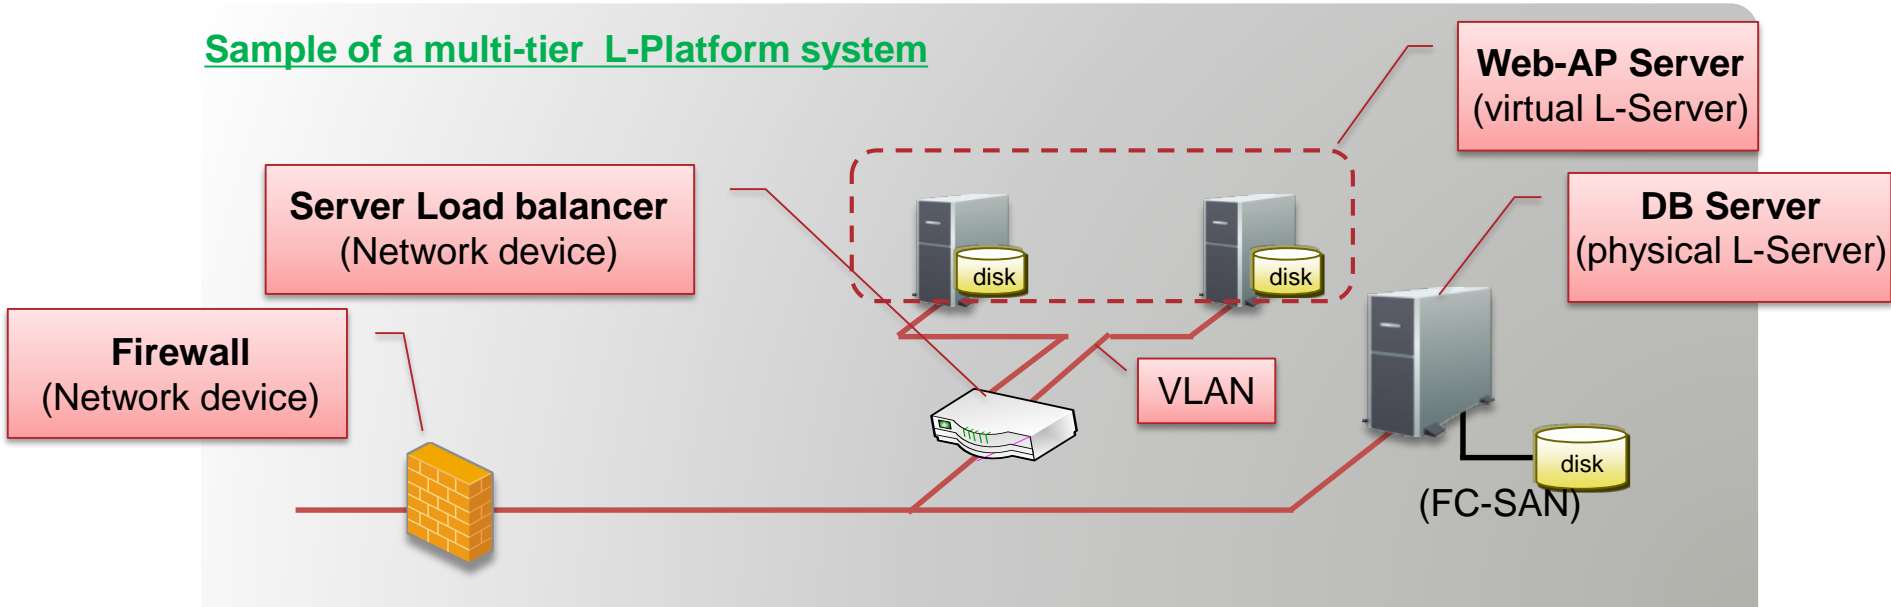 Sample of a multi-tier  L-Platform system
Web-AP Server
(virtual L-Server)
Server Load balancer
(Network device)
DB Server
(physical L-Server)
disk
disk
Firewall
(Network device)
VLAN
disk
(FC-SAN)